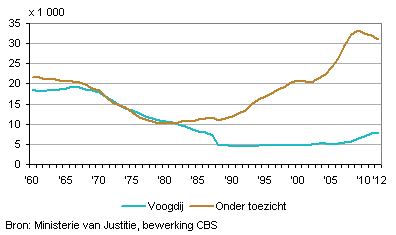 x 1 000
35
30
25
20
15
10
5
0
'60 '65 '70 '75 '80 '85 '90 '95 '00 '05 '10 '12
Voogdij Onder toezicht
Bron: Ministerie van Justitie, bewerking CBS